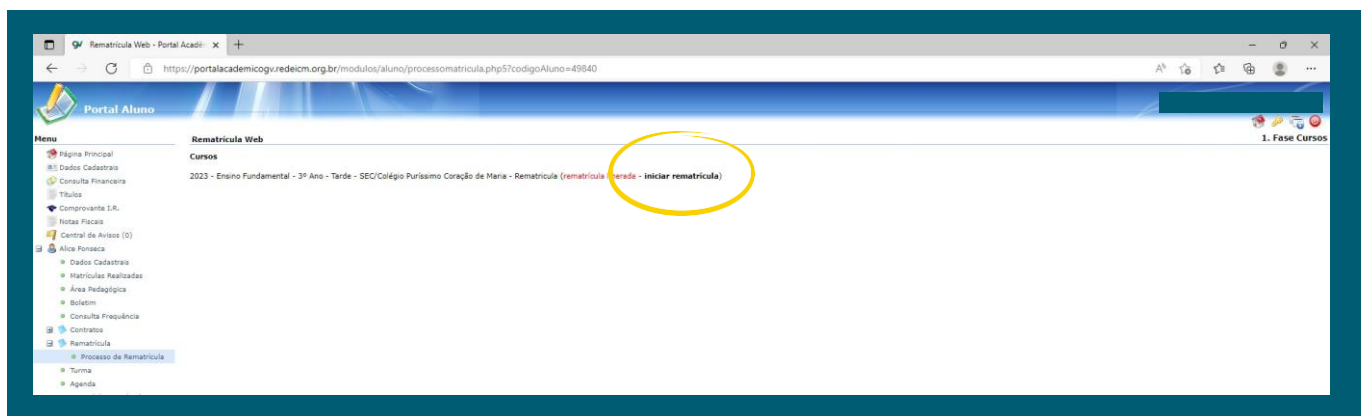 Rematrícula Web - Portal Acadê
https://portalacademicogv.redeicm.org.br/modulos/aluno/processomatricula.php5?codigoAluno=49840
Portal Aluno
Menu
Rematrícula Web
1. Fase Cursos
Página Principal
Cursos
Dados Cadastrais
Consulta Financeira
2023 - Ensino Fundamental - 3º Ano - Tarde - SEC/Colégio Puríssimo Coração de Maria - Rematrícula (rematrícula liberada - iniciar rematrícula)
Títulos
Comprovante I.R.
Notas Fiscais
Central de Avisos (0)
Alice Fonseca
Dados Cadastrais
Matrículas Realizadas
Área Pedagógica
Boletim
Consulta Frequência
Contratos
Rematrícula
Processo de Rematrícula
Turma
Agenda